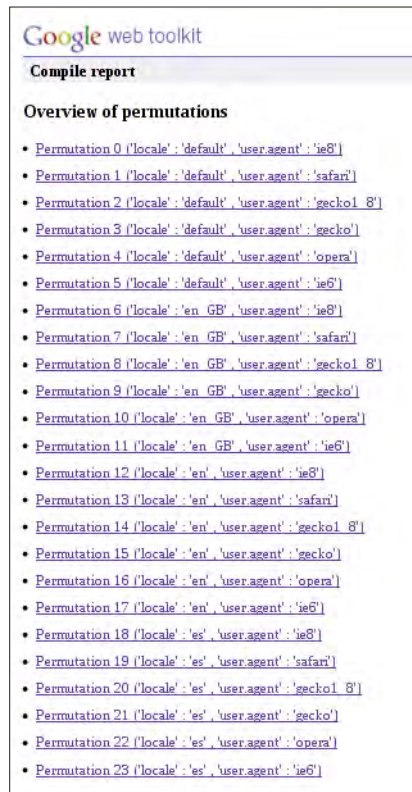 Google web toolkit
Compile report
Overview of permutations
• Permutation 0 ('locale' : 'default' , 'user.agent' : 'ie8')
• Permutation 1 ('locale' : 'default' , 'user.agent' : 'safari')
• Permutation 2 ('locale' : 'default' , 'user.agent' : 'gecko1_8')
• Permutation 3 ('locale' : 'default' , 'user.agent' : 'gecko')
• Permutation 4 ('locale' : 'default' , 'user.agent' : 'opera')
• Permutation 5 ('locale' : 'default' , 'user.agent' : 'ie6')
• Permutation 6 ('locale' : 'en_GB' , 'user.agent' : 'ie8')
• Permutation 7 ('locale' : 'en_GB' , 'user.agent' : 'safari')
• Permutation 8 ('locale' : 'en_GB' , 'user.agent' : 'gecko1_8')
• Permutation 9 ('locale' : 'en_GB' , 'user.agent' : 'gecko')
• Permutation 10 ('locale' : 'en_GB' , 'user.agent' : 'opera')
• Permutation 11 ('locale' : 'en_GB' , 'user.agent' : 'ie6')
• Permutation 12 ('locale' : 'en' , 'user.agent' : 'ie8')
• Permutation 13 ('locale' : 'en' , 'user.agent' : 'safari')
• Permutation 14 ('locale' : 'en' , 'user.agent' : 'gecko1_8')
• Permutation 15 ('locale' : 'en' , 'user.agent' : 'gecko')
• Permutation 16 ('locale' : 'en' , 'user.agent' : 'opera')
• Permutation 17 ('locale' : 'en' , 'user.agent' : 'ie6')
• Permutation 18 ('locale' : 'es' , 'user.agent' : 'ie8')
• Permutation 19 ('locale' : 'es' , 'user.agent' : 'safari')
• Permutation 20 ('locale' : 'es' , 'user.agent' : 'gecko1_8')
• Permutation 21 ('locale' : 'es' , 'user.agent' : 'gecko')
• Permutation 22 ('locale' : 'es' , 'user.agent' : 'opera')
• Permutation 23 ('locale' : 'es' , 'user.agent' : 'ie6')